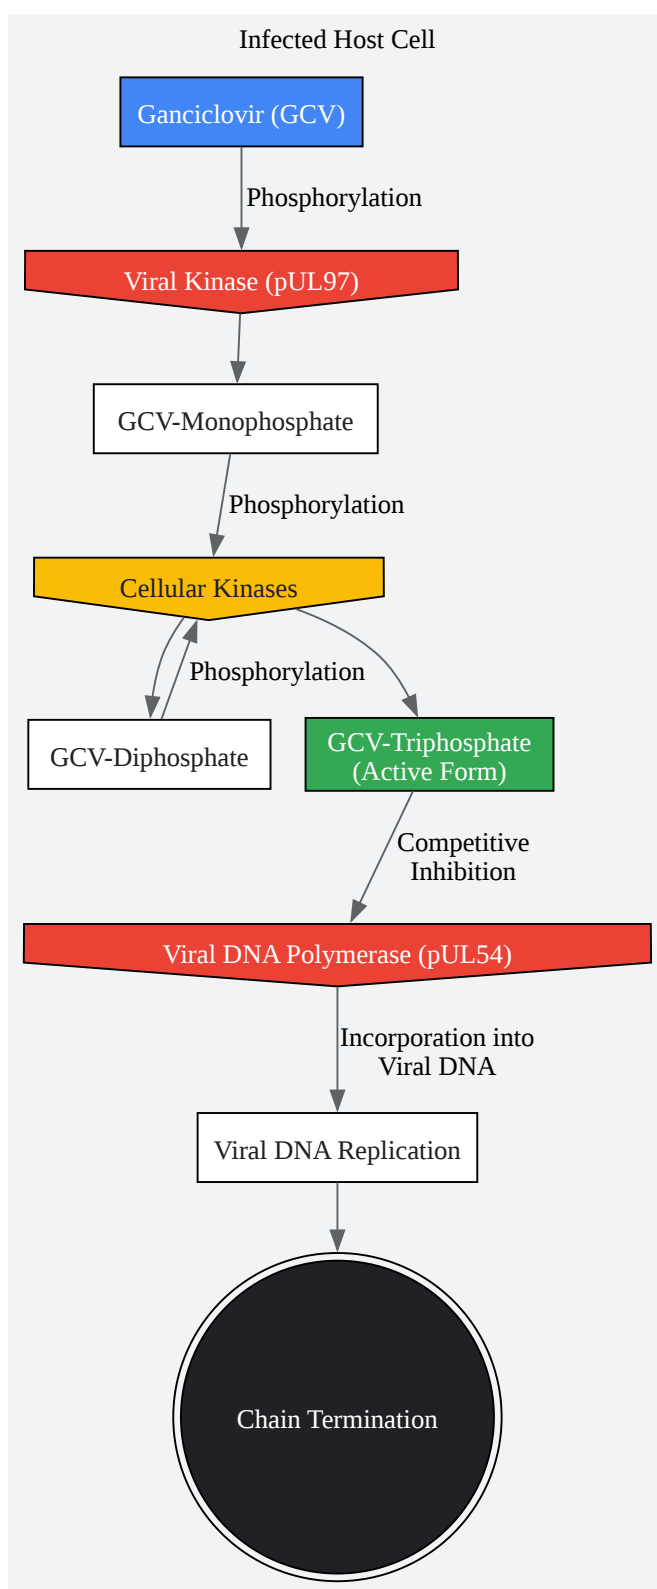 Infected Host Cell
Ganciclovir (GCV)
Phosphorylation
Viral Kinase (pUL97)
GCV-Monophosphate
Phosphorylation
Cellular Kinases
Phosphorylation
GCV-Diphosphate
GCV-Triphosphate
(Active Form)
Competitive
Inhibition
Viral DNA Polymerase (pUL54)
Incorporation into
Viral DNA
Viral DNA Replication
Chain Termination